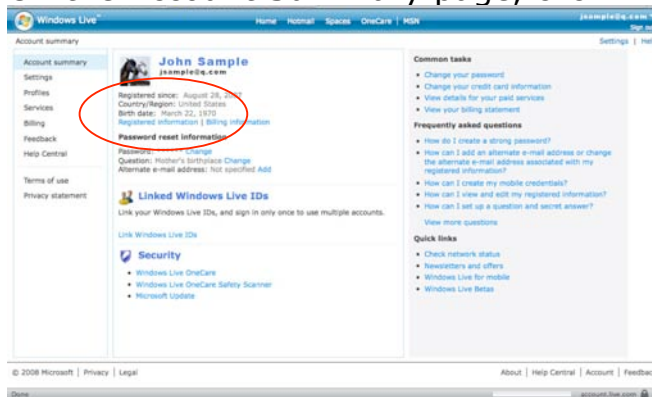 Windows Live™
Home Hotmail Spaces OneCare | MSN
jsample@q.com
Sign out
Account summary
Settings | Help
Account summary
Settings
Profiles
Services
Billing
Feedback
Help Central
Terms of use
Privacy statement
John Sample
jsample@q.com
Registered since: August 28, 2007
Country/Region: United States
Birth date: March 22, 1970
Registered information | Billing information
Password reset information
Password: Change
Question: Mother's birthplace Change
Alternate e-mail address: Not specified Add
Linked Windows Live IDs
Link your Windows Live IDs, and sign in only once to use multiple accounts.
Link Windows Live IDs
Security
• Windows Live OneCare
• Windows Live OneCare Safety Scanner
• Microsoft Update
Common tasks
• Change your password
• Change your credit card information
• View details for your paid services
• View your billing statement
Frequently asked questions
• How do I create a strong password?
• How can I add an alternate e-mail address or change
the alternate e-mail address associated with my
registered information?
• How can I create my mobile credentials?
• How can I view and edit my registered information?
• How can I set up a question and secret answer?
View more questions
Quick links
• Check network status
• Newsletters and offers
• Windows Live for mobile
• Windows Live Betas
© 2008 Microsoft | Privacy | Legal
About | Help Central | Account | Feedbac
Done
account.live.com